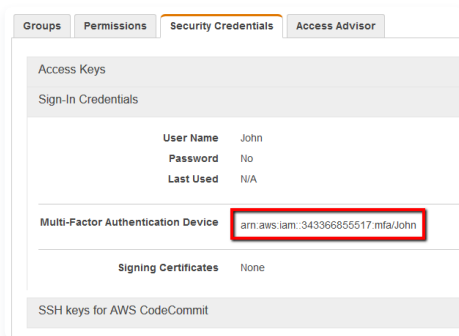 Groups Permissions Security Credentials Access Advisor
Access Keys
Sign-In Credentials
User Name John
Password No
Last Used N/A
Multi-Factor Authentication Device arn:aws:iam::343366855517:mfa/John
Signing Certificates None
SSH keys for AWS CodeCommit